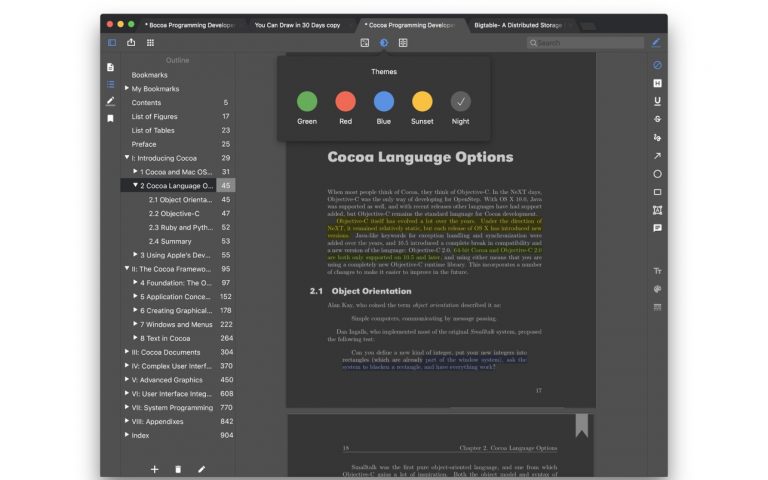 * Bocoa Programming Develope
You Can Draw in 30 Days copy
* Cocoa Programming Develope
Bigtable- A Distributed Storage
Search
Outline
Bookmarks
My Bookmarks
Contents 5
List of Figures 17
List of Tables 23
Preface 25
I: Introducing Cocoa 29
1 Cocoa and Mac OS... 31
2 Cocoa Language O... 45
2.1 Object Orienta... 45
2.2 Objective-C 47
2.3 Ruby and Pyth... 52
2.4 Summary 53
3 Using Apple's Dev... 55
II: The Cocoa Framewo... 95
4 Foundation: The O... 97
5 Application Conce... 152
6 Creating Graphical... 178
7 Windows and Menus 222
8 Text in Cocoa 264
III: Cocoa Documents 304
IV: Complex User Interf... 370
V: Advanced Graphics 450
VI: User Interface Integ... 608
VII: System Programming 770
VIII: Appendixes 842
Index 904
Themes
Green Red Blue Sunset Night
Cocoa Language Options
When most people think of Cocoa, they think of Objective-C. In the NeXT days,
Objective-C was the only way of developing for OpenStep. With OS X 10.0, Java
was supported as well, and with recent releases other languages have had support
added, but Objective-C remains the standard language for Cocoa development.
Objective-C itself has evolved a lot over the years. Under the direction of
NeXT, it remained relatively static, but each release of OS X has introduced new
versions. Java-like keywords for exception handling and synchronization were
added over the years, and 10.5 introduced a complete break in compatibility and
a new version of the language: Objective-C 2.0. 64-bit Cocoa and Objective-C 2.0
are both only supported on 10.5 and later, and using either means that you are
using a completely new Objective-C runtime library. This incorporates a number
of changes to make it easier to improve in the future.
2.1 Object Orientation
Alan Kay, who coined the term object orientation described it as:
Simple computers, communicating by message passing.
Dan Ingalls, who implemented most of the original Smalltalk system, proposed
the following test:
Can you define a new kind of integer, put your new integers into
rectangles (which are already part of the window system), ask the
system to blacken a rectangle, and have everything work?
17
18 Chapter 2. Cocoa Language Options
Smalltalk was the first pure object-oriented language, and one from which
Objective-C gains a lot of inspiration. Both the object model and syntax of
H
U
S
T
Tr